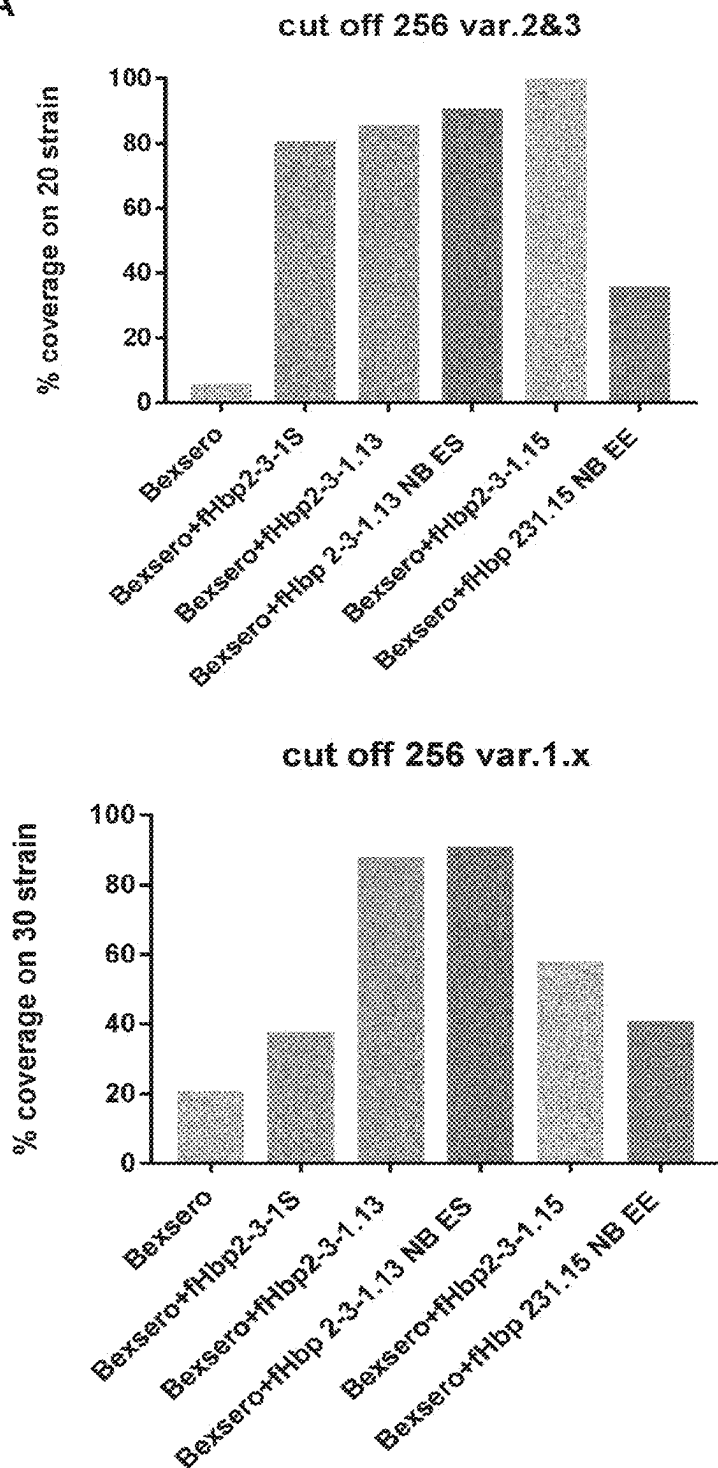 A
cut off 256 var.2&3
% coverage on 20 strain
100
80
60
40
20
0
Bexsero
Bexsero+fHbp2-3-1S
Bexsero+fHbp2-3-1.13
Bexsero+fHbp 2-3-1.13 NB ES
Bexsero+fHbp2-3-1.15
Bexsero+fHbp 231.15 NB EE
cut off 256 var.1.x
% coverage on 30 strain
100
80
60
40
20
0
Bexsero
Bexsero+fHbp2-3-1S
Bexsero+fHbp2-3-1.13
Bexsero+fHbp 2-3-1.13 NB ES
Bexsero+fHbp2-3-1.15
Bexsero+fHbp 231.15 NB EE